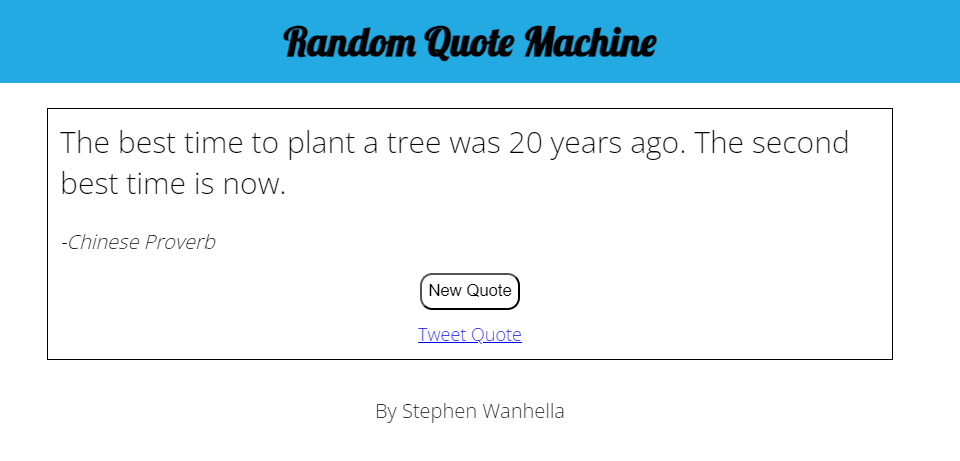 Random Quote Machine
The best time to plant a tree was 20 years ago. The second
best time is now.
-Chinese Proverb
New Quote
Tweet Quote
By Stephen Wanhella